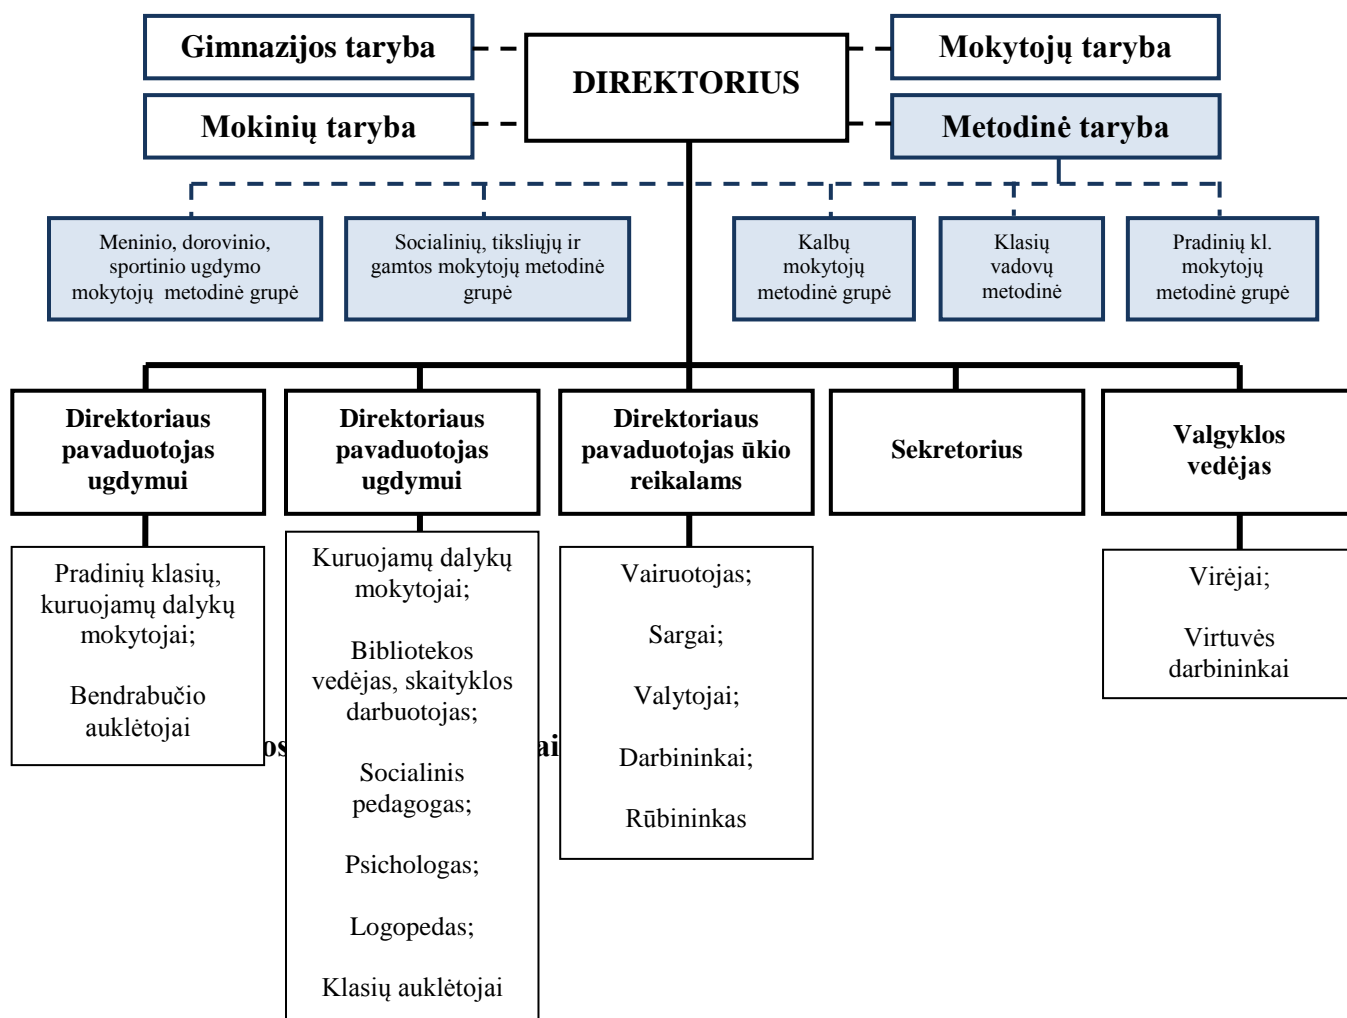 Gimnazijos taryba
DIREKTORIUS
Mokytojų taryba
Mokinių taryba
Metodinė taryba
Meninio, dorovinio,
sportinio ugdymo
mokytojų metodinė grupė
Socialinių, tiksliųjų ir
gamtos mokytojų metodinė
grupė
Kalbų
mokytojų
metodinė grupė
Klasių
vadovų
metodinė
Pradinių kl.
mokytojų
metodinė grupė
Direktoriaus
pavaduotojas
ugdymui
Direktoriaus
pavaduotojas
ugdymui
Direktoriaus
pavaduotojas ūkio
reikalams
Sekretorius
Valgyklos
vedėjas
Pradinių klasių,
kuruojamų dalykų
mokytojai;
Bendrabučio
auklėtojai
Kuruojamų dalykų
mokytojai;
Bibliotekos
vedėjas, skaityklos
darbuotojas;
Socialinis
pedagogas;
Psichologas;
Logopedas;
Klasių auklėtojai
Vairuotojas;
Sargai;
Valytojai;
Darbininkai;
Rūbininkas
Virėjai;
Virtuvės
darbininkai